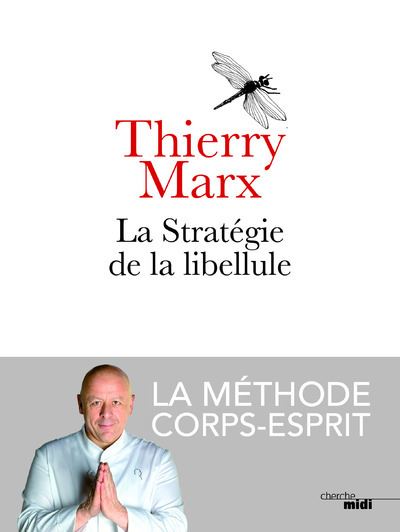 Thierry
Marx
La Stratégie
de la libellule
LA MÉTHODE
CORPS-ESPRIT
cherche
midi